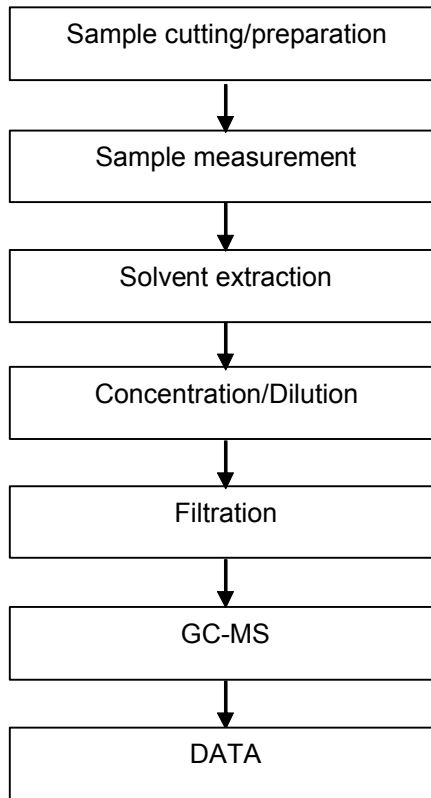 Sample cutting/preparation
Sample measurement
Solvent extraction
Concentration/Dilution
Filtration
GC-MS
DATA